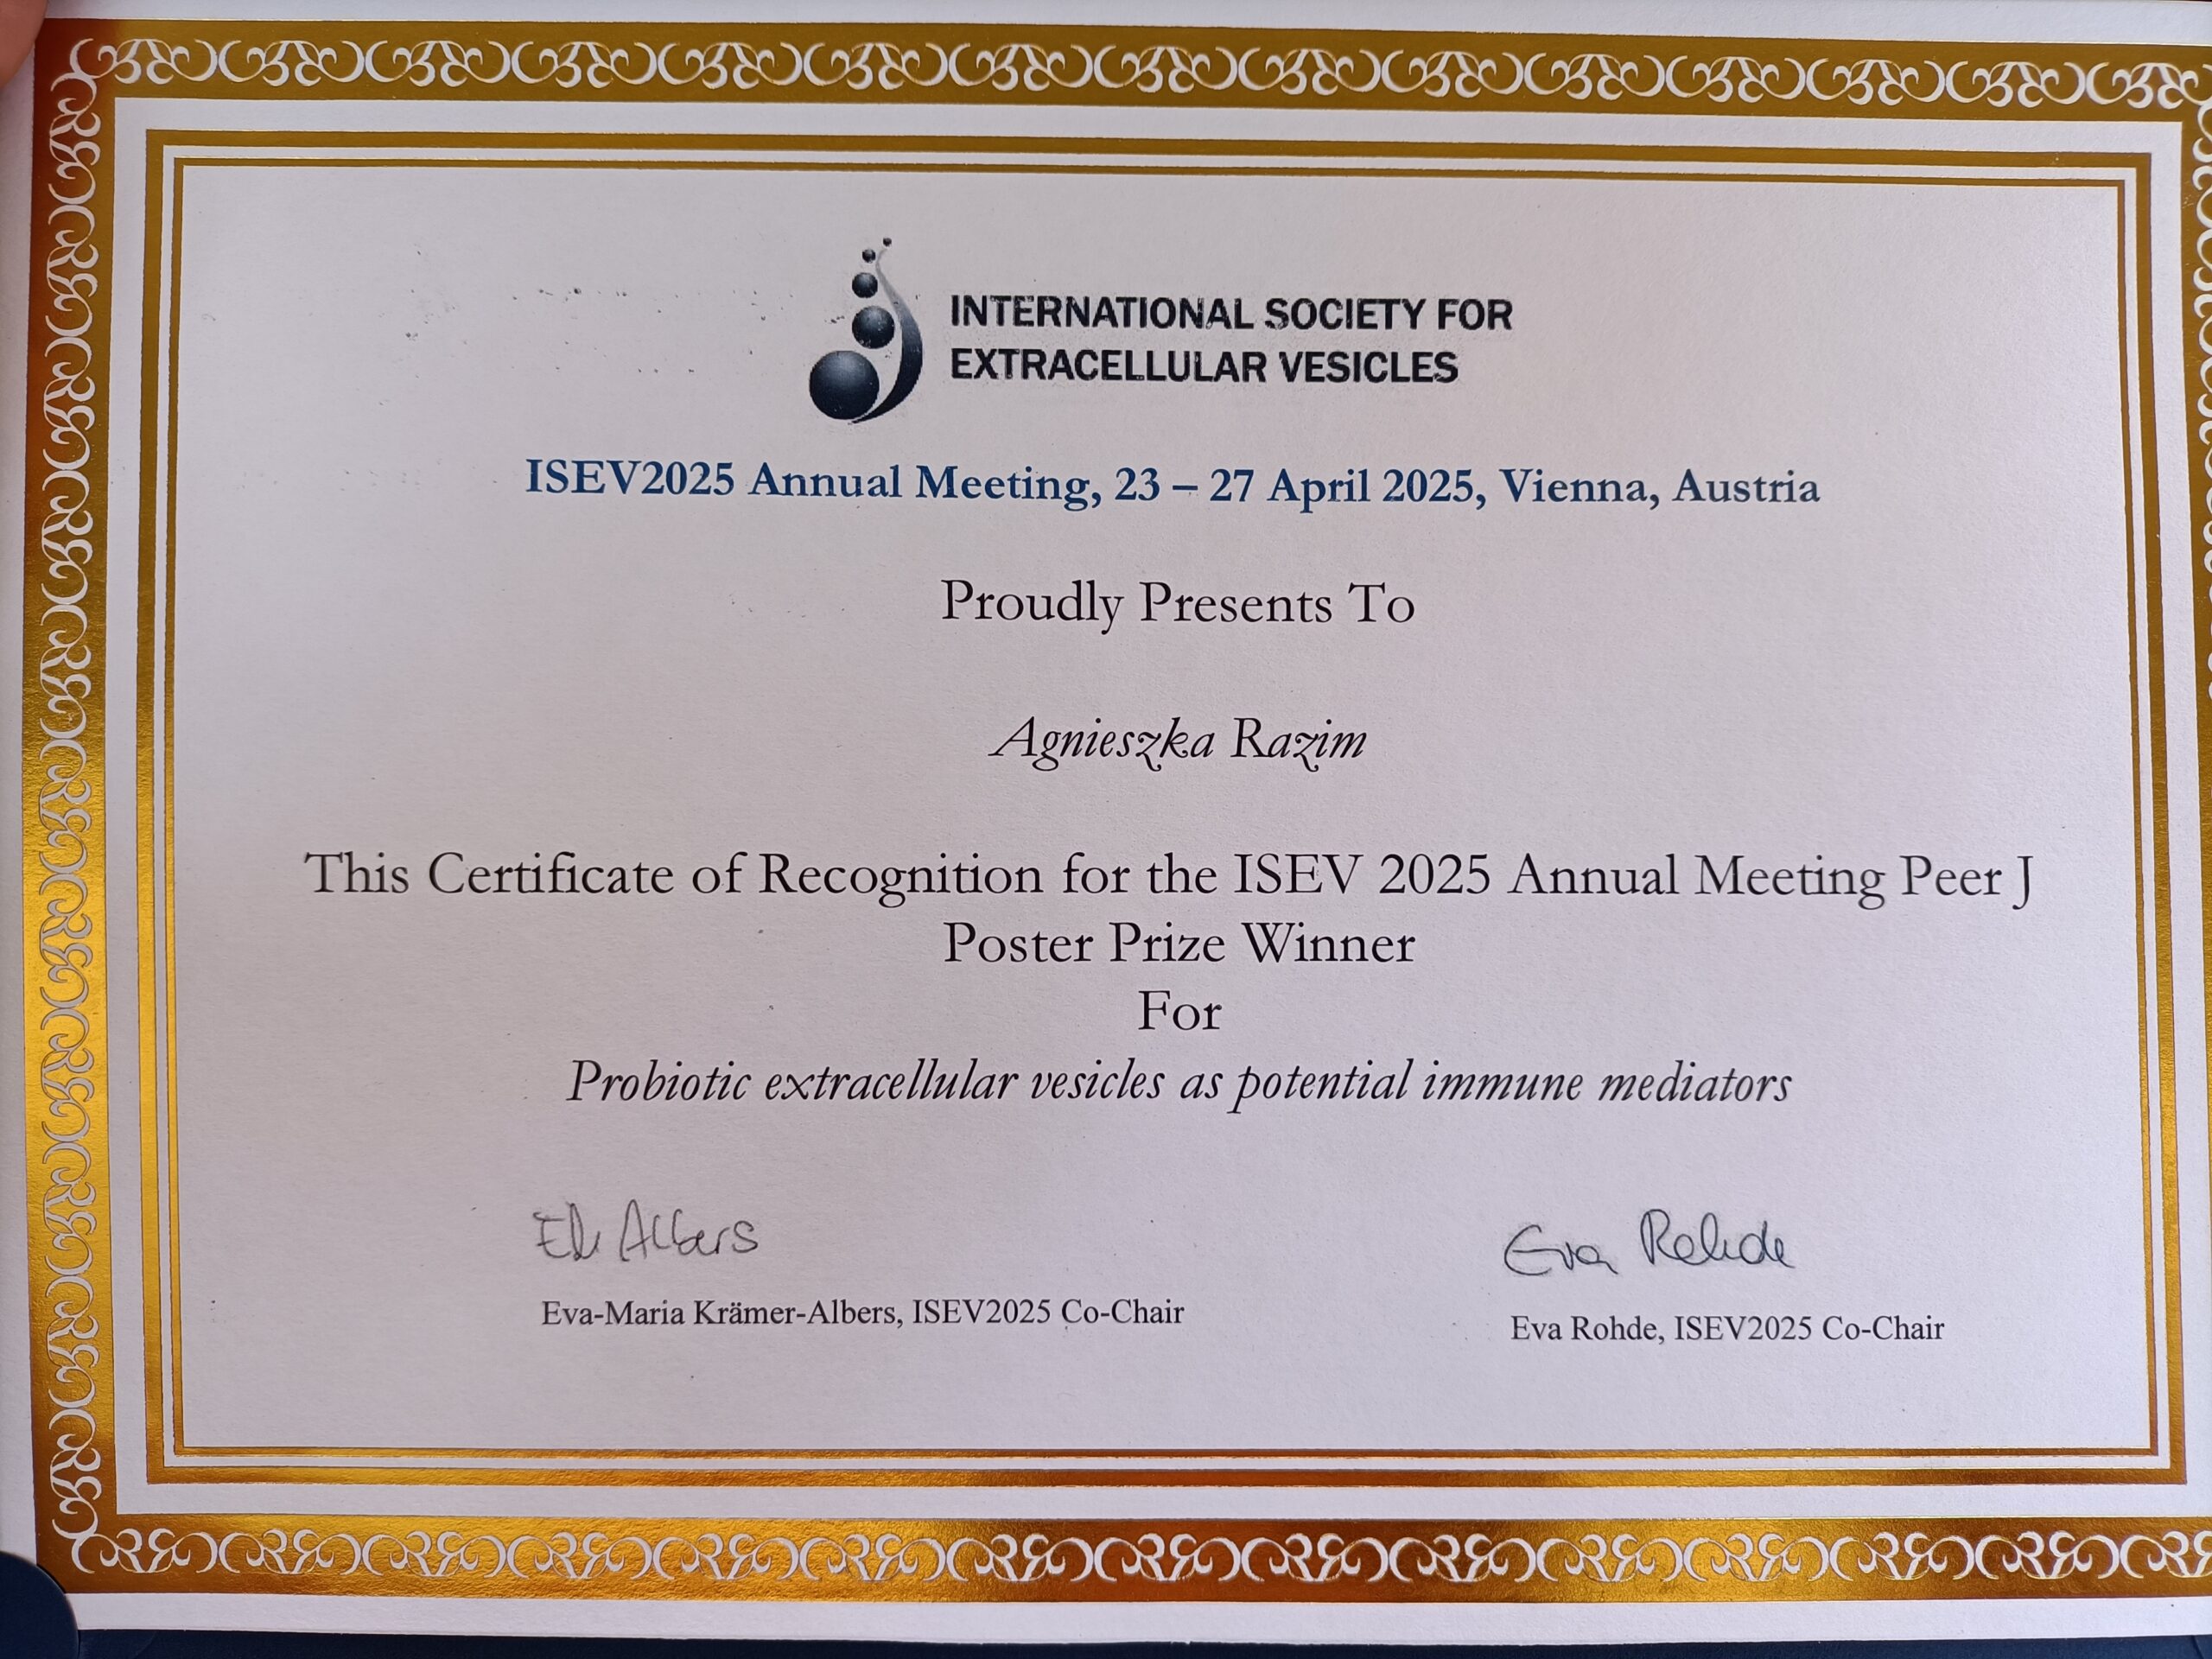 INTERNATIONAL SOCIETY FOR
EXTRACELLULAR VESICLES
ISEV2025 Annual Meeting, 23 – 27 April 2025, Vienna, Austria
Proudly Presents To
Agnieszka Razim
This Certificate of Recognition for the ISEV 2025 Annual Meeting Peer J
Poster Prize Winner
For
Probiotic extracellular vesicles as potential immune mediators
Albers
Eva Rohde
Eva-Maria Krämer-Albers, ISEV2025 Co-Chair
Eva Rohde, ISEV2025 Co-Chair